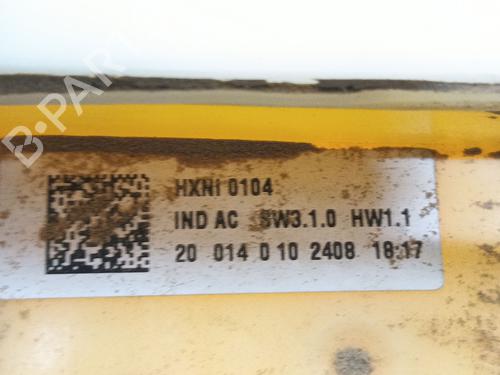 B-PARTS
HXNI 0104
IND AC SW3.1.0 HW1.1
20 014 0 10 2408 18:17